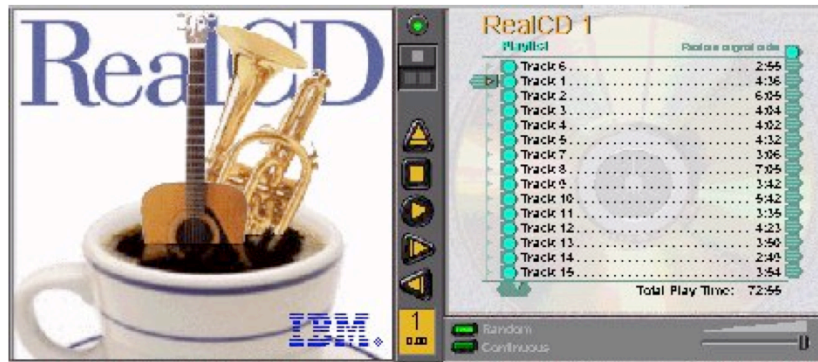 RealCD
IBM®
1
0.00
RealCD 1
Playlist
Restore original order
Track 6 2:55
Track 1 4:36
Track 2 6:05
Track 3 4:04
Track 4 4:02
Track 5 4:32
Track 7 3:06
Track 8 7:05
Track 9 3:42
Track 10 5:42
Track 11 3:35
Track 12 4:23
Track 13 3:50
Track 14 2:49
Track 15 3:54
Total Play Time: 72:55
Random
Continuous